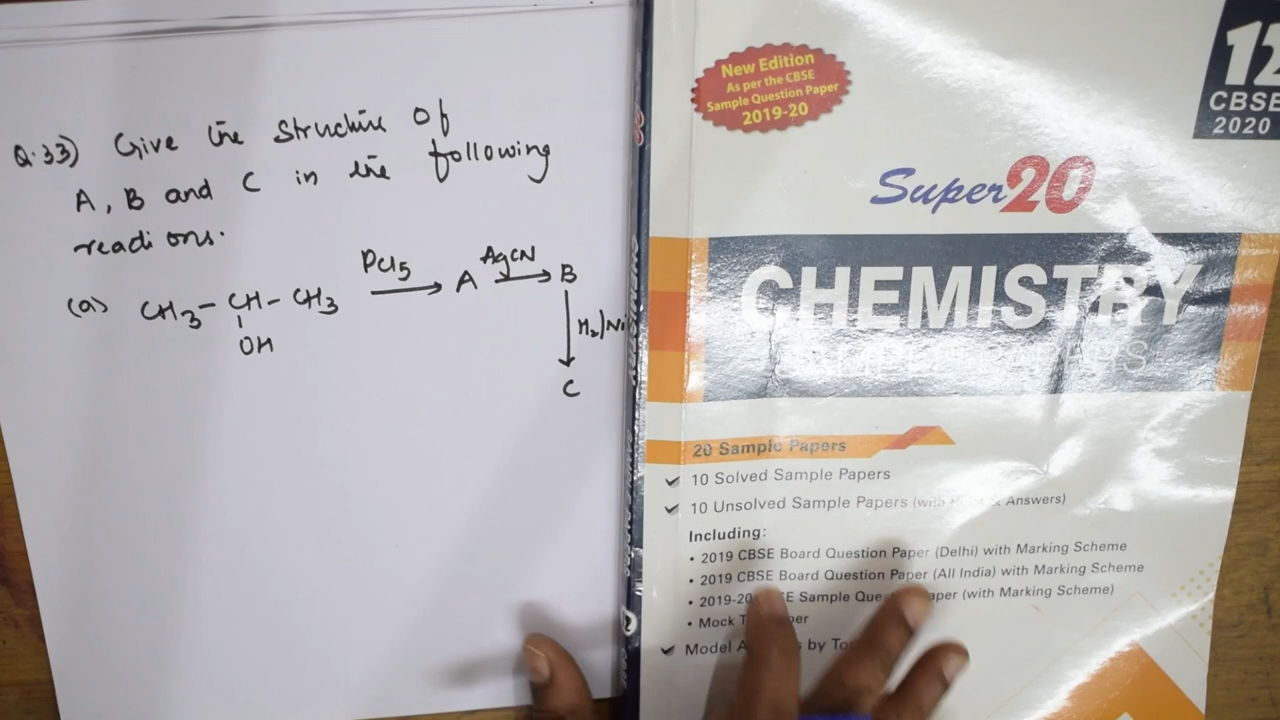 Q.33) Give the Structure of
A, B and C in the following
reactions.
(a) CH3-CH-CH3 PCl5 A AgCN B
OH
H2/Ni
C
New Edition
As per the CBSE
Sample Question Paper
2019-20
12
CBSE
2020
Super20
CHEMISTRY
20 Sample Papers
10 Solved Sample Papers
10 Unsolved Sample Papers (with & Answers)
Including:
• 2019 CBSE Board Question Paper (Delhi) with Marking Scheme
• 2019 CBSE Board Question Paper (All India) with Marking Scheme
• 2019-20 Sample Paper (with Marking Scheme)
• Mock
Model by